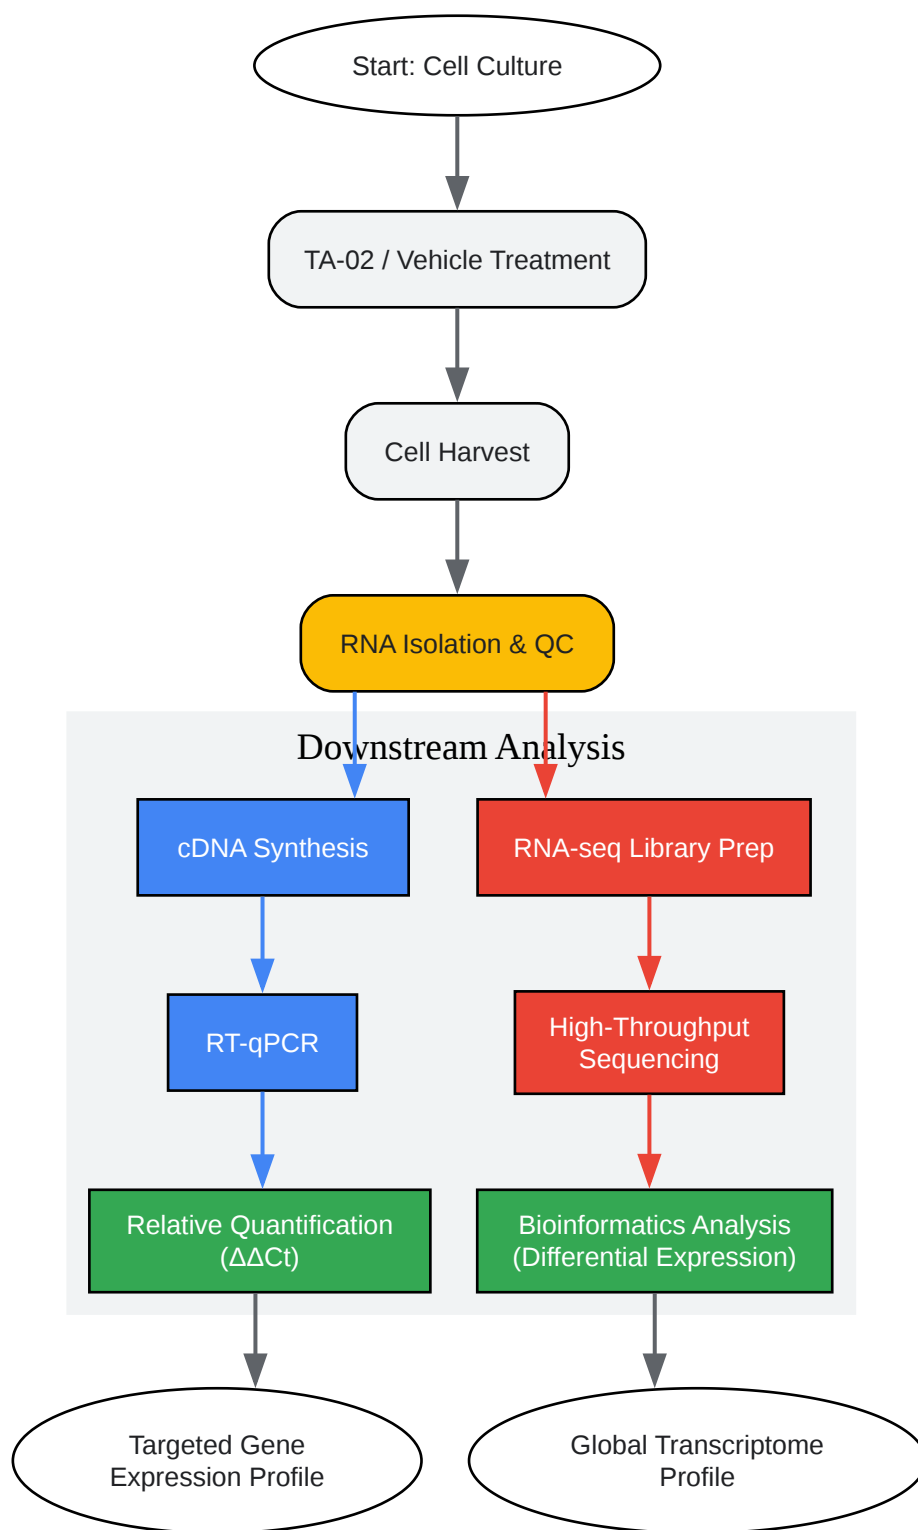 Start: Cell Culture
TA-02 / Vehicle Treatment
Cell Harvest
RNA Isolation & QC
Downstream Analysis
cDNA Synthesis
RNA-seq Library Prep
RT-qPCR
High-Throughput
Sequencing
Relative Quantification
(ΔΔCt)
Bioinformatics Analysis
(Differential Expression)
Targeted Gene
Expression Profile
Global Transcriptome
Profile